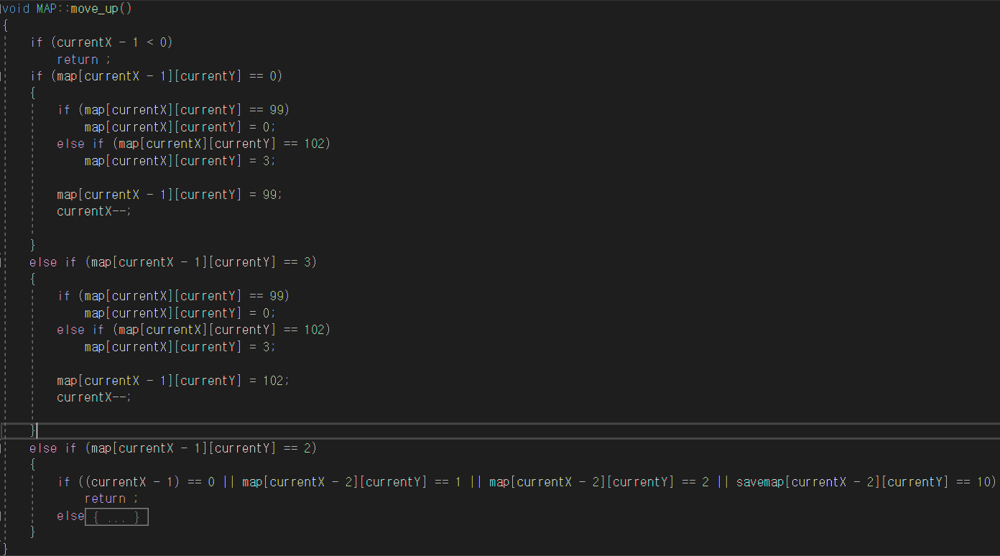 void MAP::move_up()
{
    if (currentX - 1 < 0)
        return ;
    if (map[currentX - 1][currentY] == 0)
    {
        if (map[currentX][currentY] == 99)
            map[currentX][currentY] = 0;
        else if (map[currentX][currentY] == 102)
            map[currentX][currentY] = 3;

        map[currentX - 1][currentY] = 99;
        currentX--;

    }
    else if (map[currentX - 1][currentY] == 3)
    {
        if (map[currentX][currentY] == 99)
            map[currentX][currentY] = 0;
        else if (map[currentX][currentY] == 102)
            map[currentX][currentY] = 3;

        map[currentX - 1][currentY] = 102;
        currentX--;

    }
    else if (map[currentX - 1][currentY] == 2)
    {
        if ((currentX - 1) == 0 || map[currentX - 2][currentY] == 1 || map[currentX - 2][currentY] == 2 || savemap[currentX - 2][currentY] == 10)
            return ;
        else{ ... }
    }
}